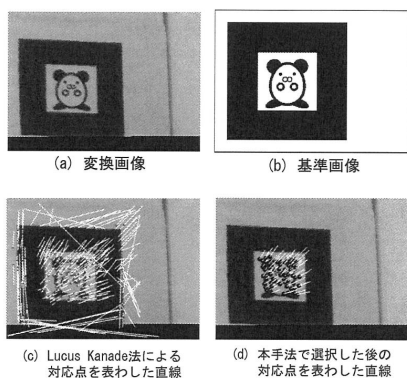 (a) 変換画像
(b) 基準画像
(c) Lucus Kanade法による
対応点を表わした直線
(d) 本手法で選択した後の
対応点を表わした直線